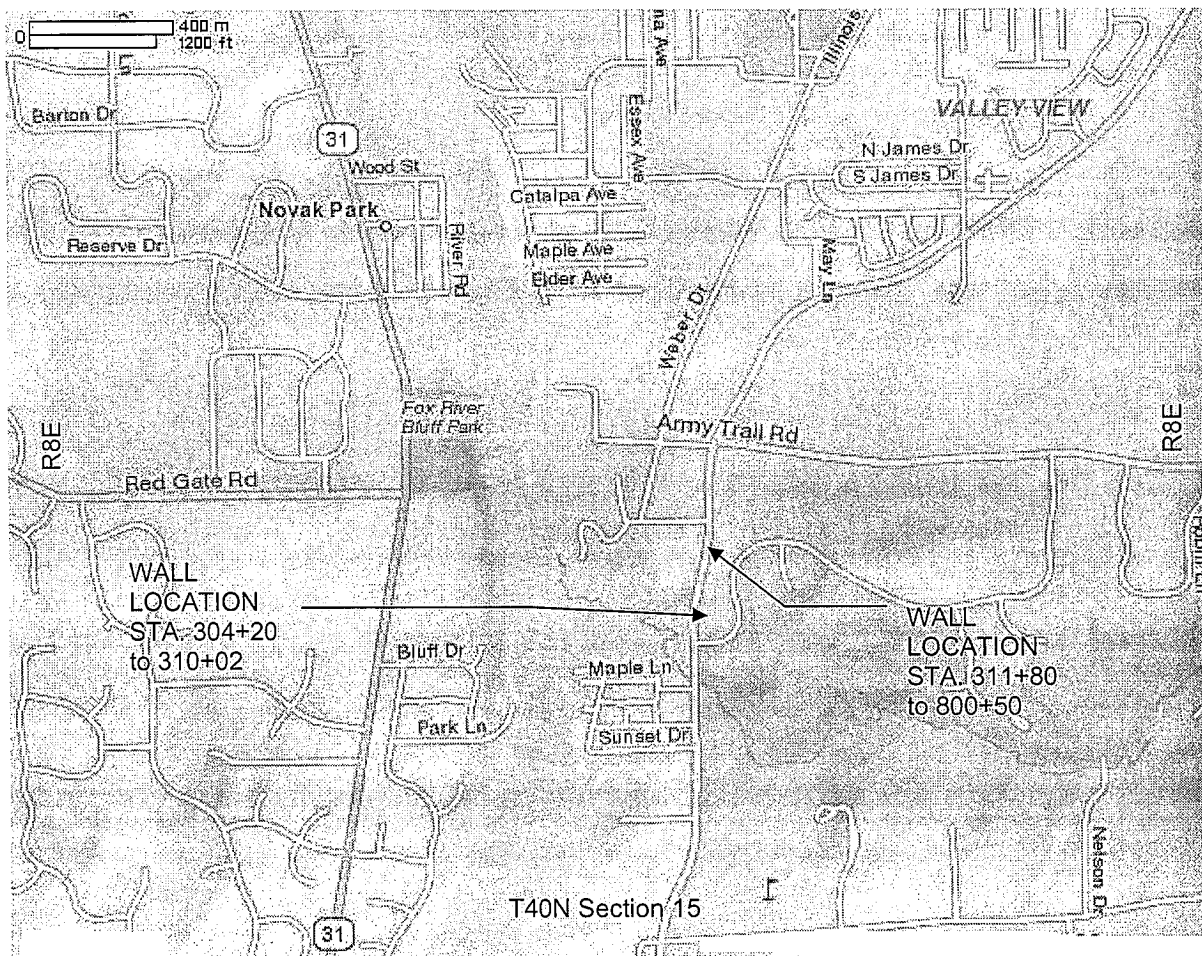 0
400 m
1200 ft
Illinois
Barton Dr
Essex Ave
VALLEY VIEW
31
Wood St
N James Dr
S James Dr
Catalpa Ave
Novak Park
River Rd
Reserve Dr
Maple Ave
Elder Ave
May Ln
Weber Dr
Fox River
Bluff Park
Army Trail Rd
R8E
R8E
Red Gate Rd
WALL
LOCATION
STA. 304+20
to 310+02
WALL
LOCATION
STA. 311+80
to 800+50
Bluff Dr
Maple Ln
Park Ln
Sunset Dr
Nelson Dr
T40N Section 15
31